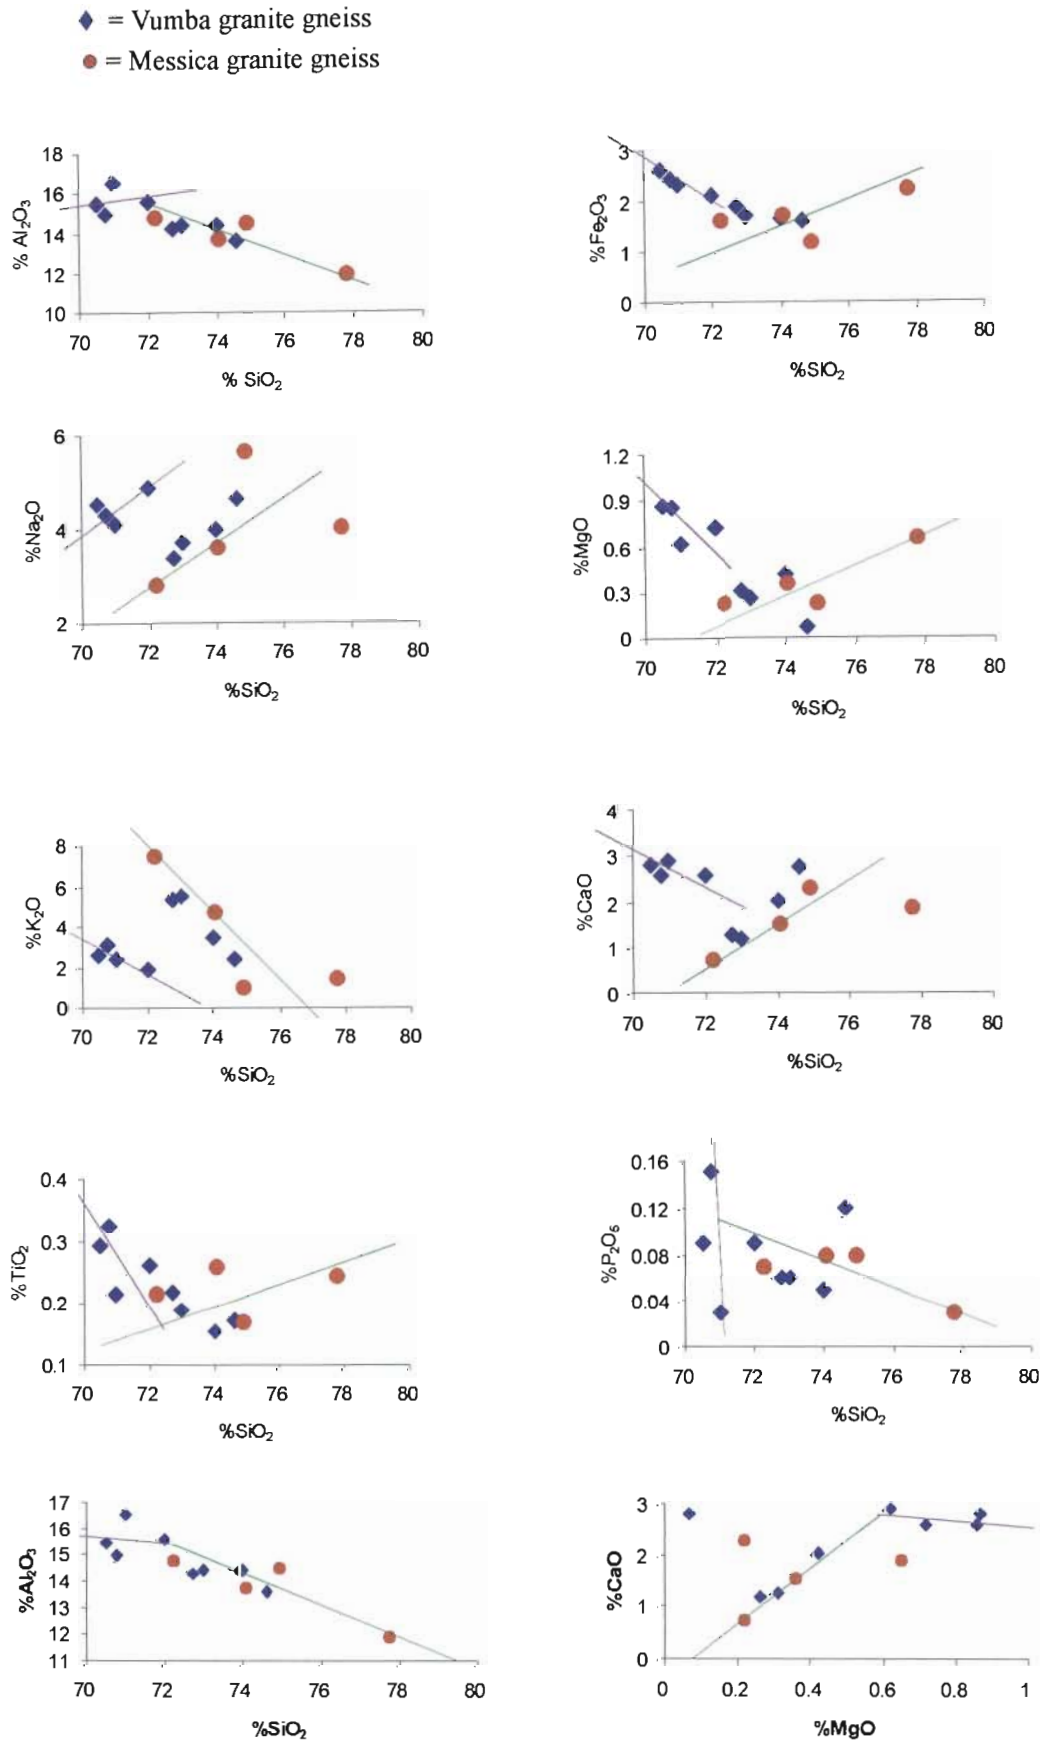 = Vumba granite gneiss
= Messica granite gneiss
18
16
14
12
10
% Al2O3
70 72 74 76 78 80
% SiO2
3
2
1
0
%Fe2O3
70 72 74 76 78 80
%SIO2
6
4
2
%Na2O
70 72 74 76 78 80
%SiO2
1.2
0.9
0.6
0.3
0
%MgO
70 72 74 76 78 80
%SiO2
8
6
4
2
0
%K2O
70 72 74 76 78 80
%SiO2
4
3
2
1
0
%CaO
70 72 74 76 78 80
%SiO2
0.4
0.3
0.2
0.1
%TiO2
70 72 74 76 78 80
%SiO2
0.16
0.12
0.08
0.04
0
%P2O5
70 72 74 76 78 80
%SiO2
17
16
15
14
13
12
11
%Al2O3
70 72 74 76 78 80
%SiO2
3
2
1
0
%CaO
0 0.2 0.4 0.6 0.8 1
%MgO